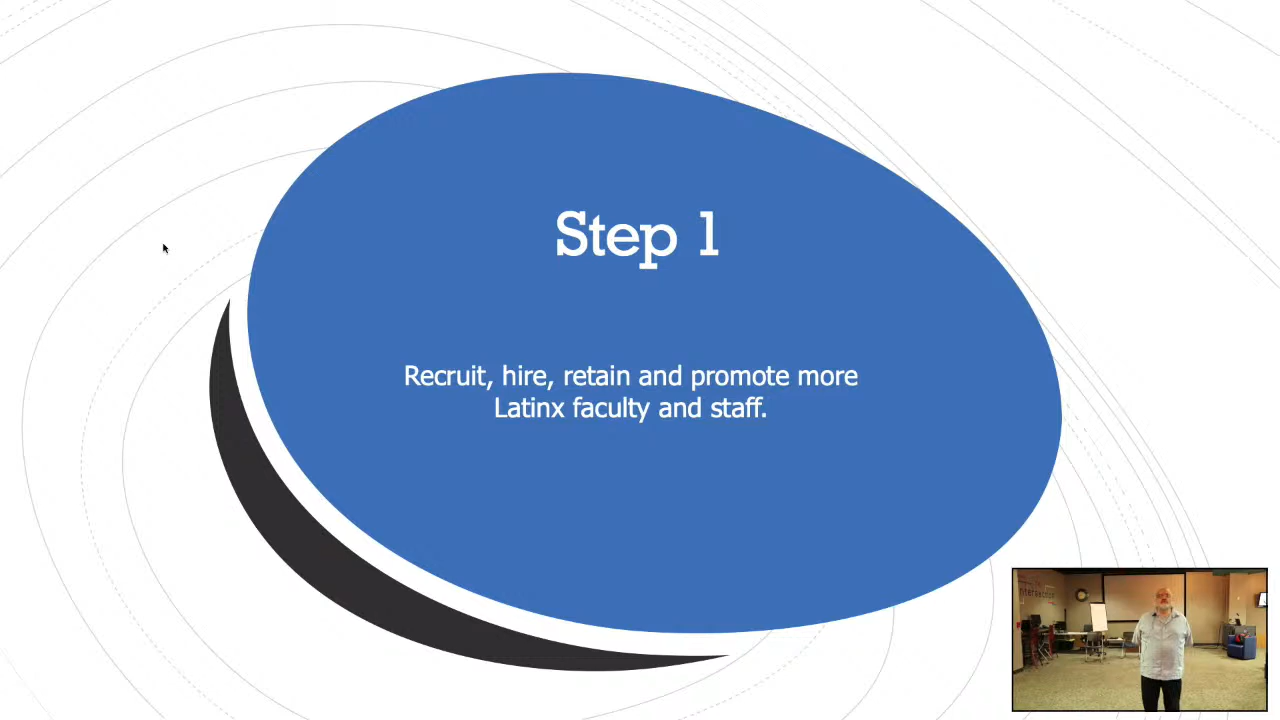 Step 1
Recruit, hire, retain and promote more
Latinx faculty and staff.